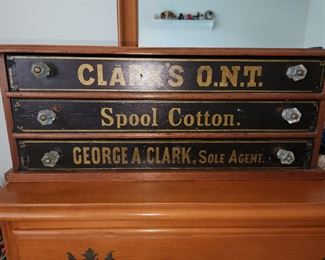 CLARK'S O.N.T.
Spool Cotton.
GEORGE A. CLARK, SOLE AGENT.